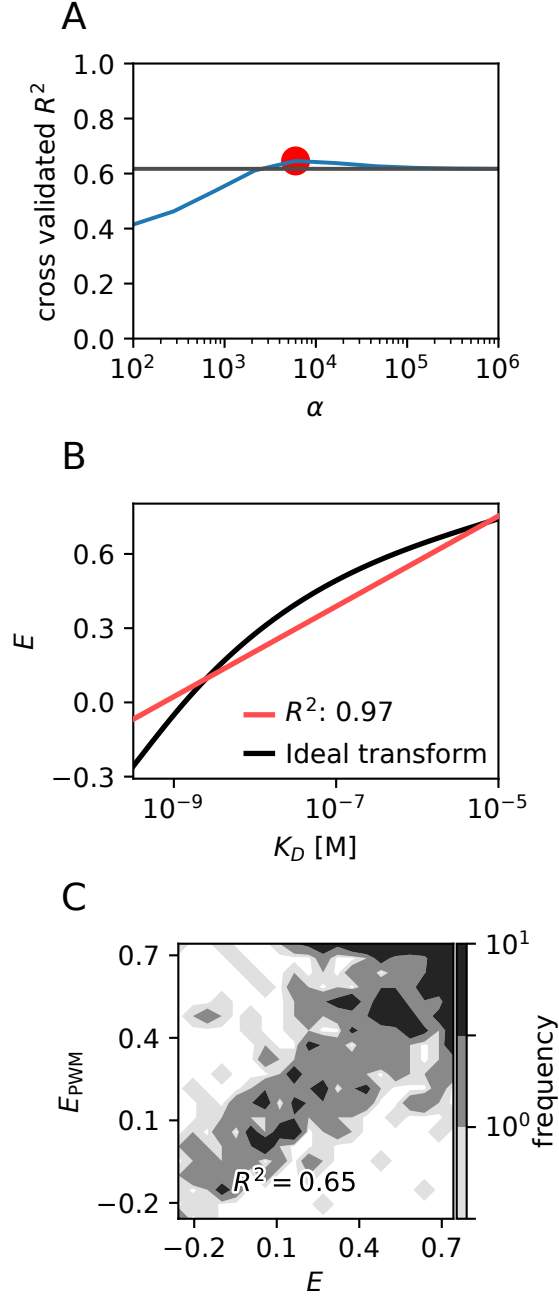 A
cross validated R²
1.0
0.8
0.6
0.4
0.2
0.0
10² 10³ 10⁴ 10⁵ 10⁶
α
B
E
0.6
0.3
0.0
−0.3
R²: 0.97
Ideal transform
10⁻⁹ 10⁻⁷ 10⁻⁵
K_D [M]
C
E_PWM
0.7
0.4
0.1
−0.2
R² = 0.65
−0.2 0.1 0.4 0.7
E
10¹
10⁰
frequency